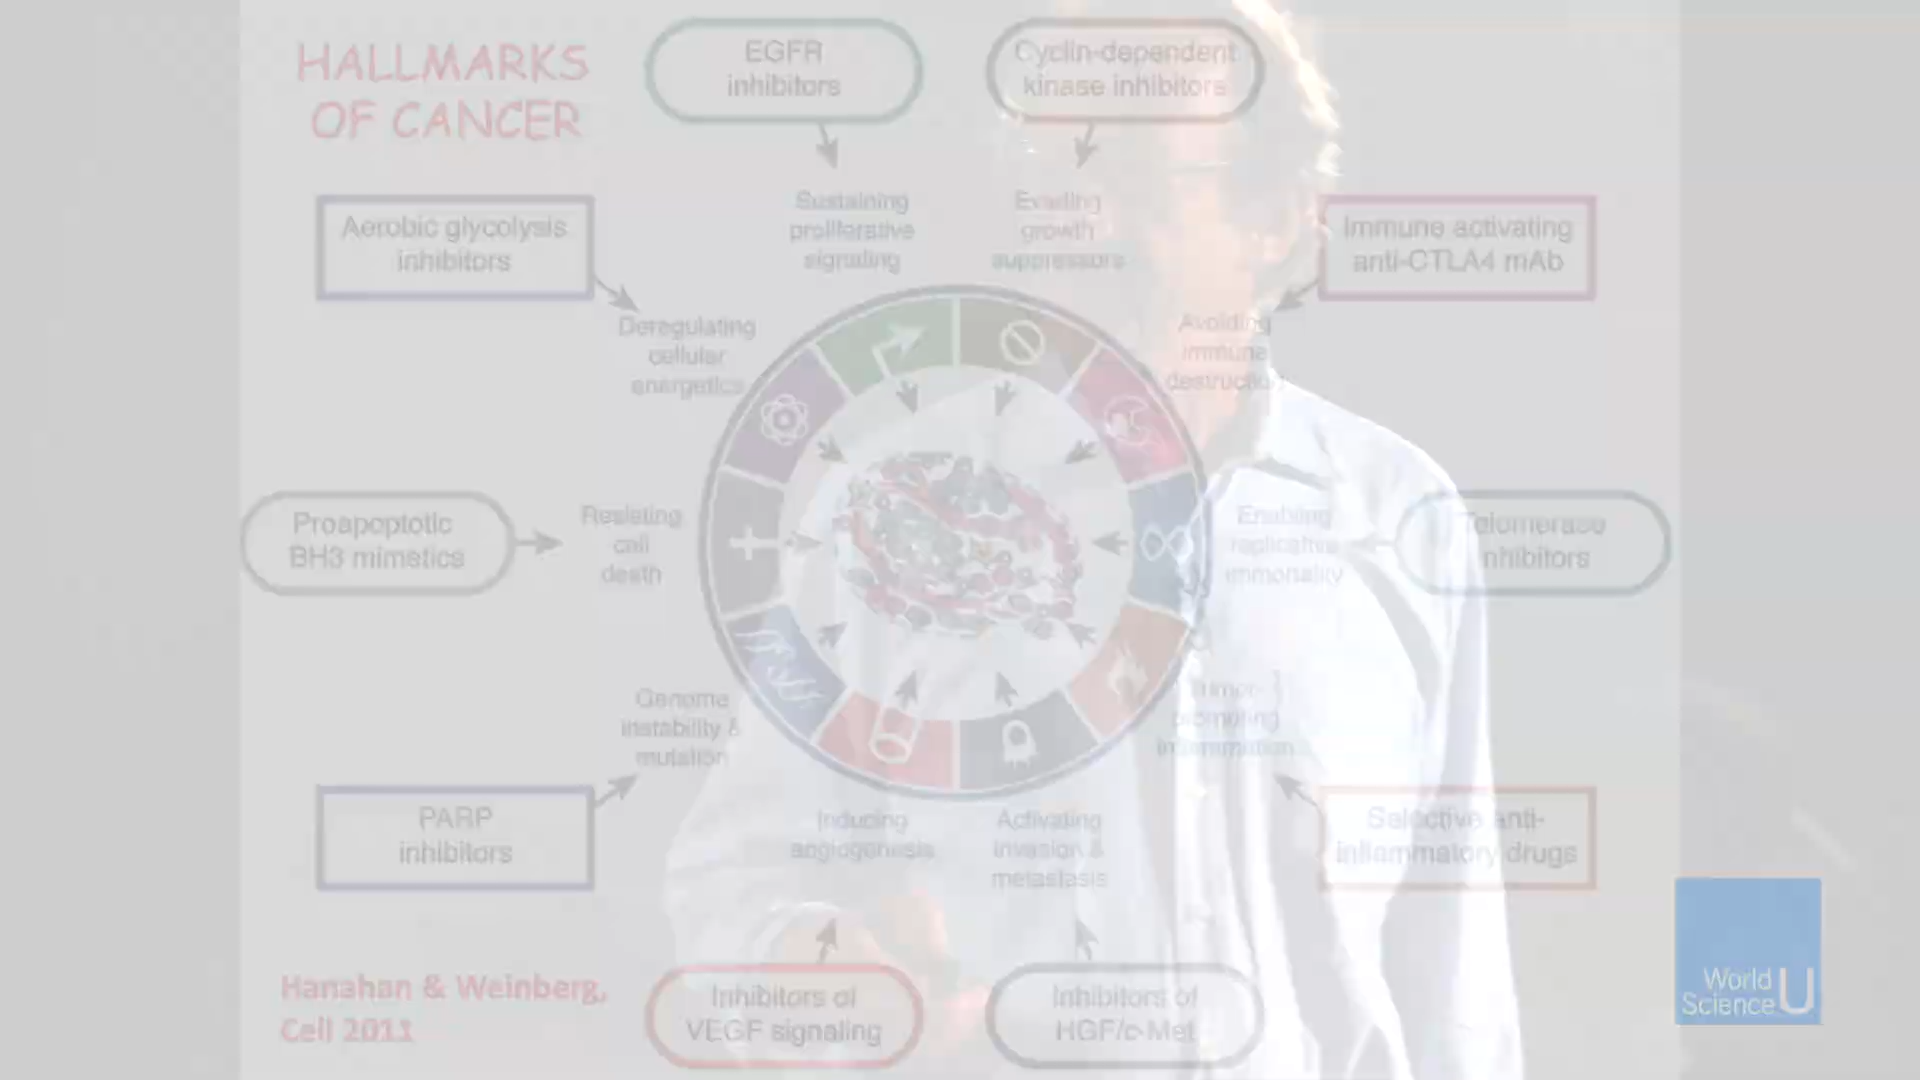 HALLMARKS
OF CANCER
EGFR
inhibitors
Cyclin-dependent
kinase inhibitors
Aerobic glycolysis
inhibitors
Sustaining
proliferative
signaling
Evading
growth
suppressors
Immune activating
anti-CTLA4 mAb
Deregulating
cellular
energetics
Avoiding
immune
destruction
Proapoptotic
BH3 mimetics
Resisting
cell
death
Enabling
replicative
immortality
Telomerase
inhibitors
Genome
instability &
mutation
Tumor-
promoting
inflammation
PARP
inhibitors
Inducing
angiogenesis
Activating
invasion &
metastasis
Selective anti-
inflammatory drugs
Hanahan & Weinberg,
Cell 2011
Inhibitors of
VEGF signaling
Inhibitors of
HGF/c-Met
World
Science U